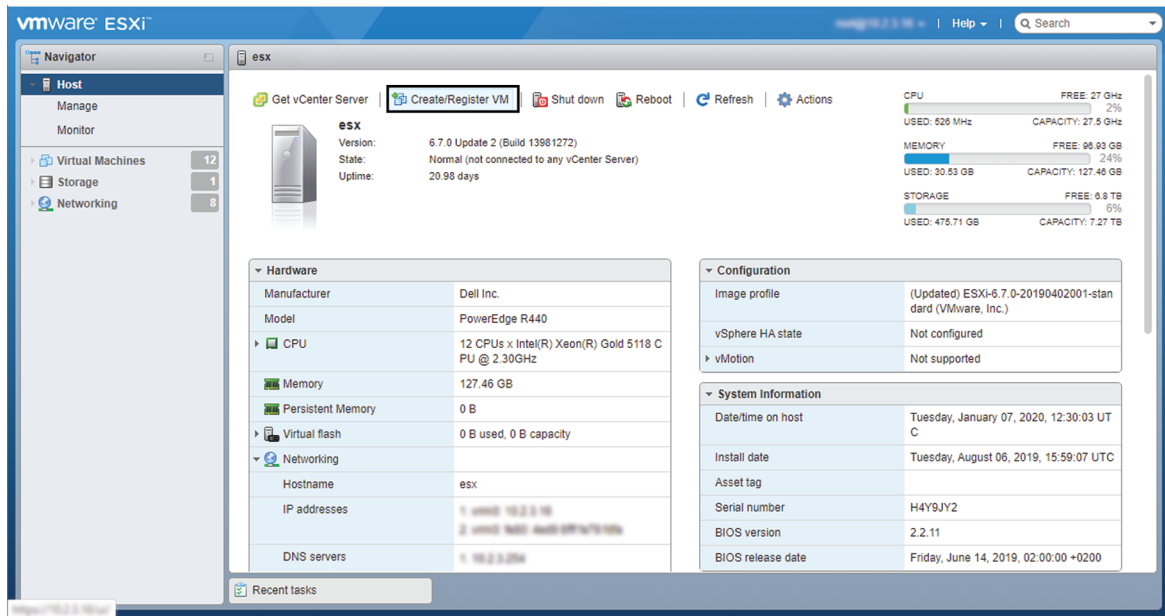 vmware ESXi™
Help
Search
Navigator
Host
Manage
Monitor
Virtual Machines 12
Storage 1
Networking 8
esx
Get vCenter Server
Create/Register VM
Shut down
Reboot
Refresh
Actions
esx
Version: 6.7.0 Update 2 (Build 13981272)
State: Normal (not connected to any vCenter Server)
Uptime: 20.98 days
CPU FREE: 27 GHz
2%
USED: 526 MHz CAPACITY: 27.5 GHz
MEMORY FREE: 96.93 GB
24%
USED: 30.53 GB CAPACITY: 127.46 GB
STORAGE FREE: 6.8 TB
6%
USED: 475.71 GB CAPACITY: 7.27 TB
Hardware
Manufacturer Dell Inc.
Model PowerEdge R440
CPU 12 CPUs x Intel(R) Xeon(R) Gold 5118 C
PU @ 2.30GHz
Memory 127.46 GB
Persistent Memory 0 B
Virtual flash 0 B used, 0 B capacity
Networking
Hostname esx
IP addresses
DNS servers
Configuration
Image profile (Updated) ESXi-6.7.0-20190402001-stan
dard (VMware, Inc.)
vSphere HA state Not configured
vMotion Not supported
System Information
Date/time on host Tuesday, January 07, 2020, 12:30:03 UT
C
Install date Tuesday, August 06, 2019, 15:59:07 UTC
Asset tag
Serial number H4Y9JY2
BIOS version 2.2.11
BIOS release date Friday, June 14, 2019, 02:00:00 +0200
Recent tasks